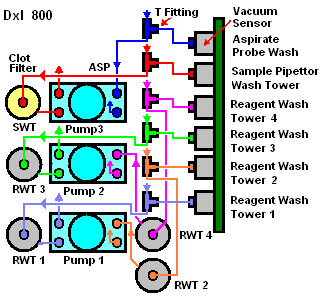 DxI 800
T Fitting
Vacuum
Sensor
Clot
Filter
ASP
Aspirate
Probe Wash
Sample Pipettor
Wash Tower
SWT
Pump3
Reagent Wash
Tower 4
Reagent Wash
Tower 3
RWT 3
Pump 2
Reagent Wash
Tower 2
Reagent Wash
Tower 1
RWT 1
Pump 1
RWT 4
RWT 2